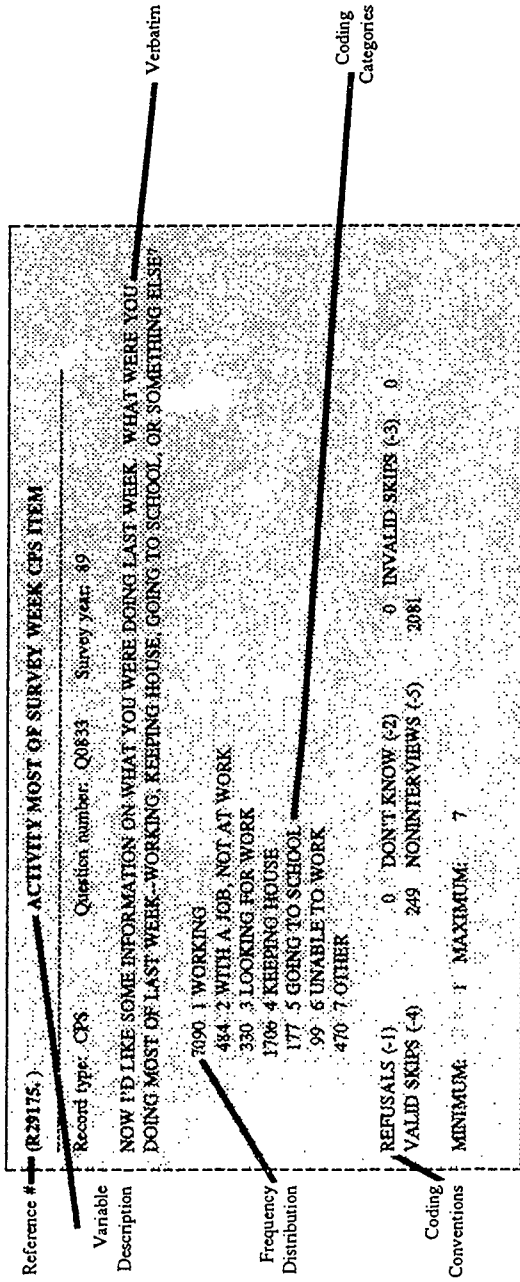 Reference # (R29175. ) ACTIVITY MOST OF SURVEY WEEK CPS ITEM
Variable
Description
Record type: CPS Question number: Q0833 Survey year: 89
NOW I'D LIKE SOME INFORMATION ON WHAT YOU WERE DOING LAST WEEK. WHAT WERE YOU
DOING MOST OF LAST WEEK--WORKING, KEEPING HOUSE, GOING TO SCHOOL, OR SOMETHING ELSE?
Verbatim
Frequency
Distribution
7090 1 WORKING
484 2 WITH A JOB, NOT AT WORK
330 3 LOOKING FOR WORK
1706 4 KEEPING HOUSE
177 5 GOING TO SCHOOL
99 6 UNABLE TO WORK
470 7 OTHER
Coding
Categories
Coding
Conventions
REFUSALS (-1) 0 DON'T KNOW (-2) 0 INVALID SKIPS (-3) 0
VALID SKIPS (-4) 249 NONINTERVIEWS (-5) 2081
MINIMUM: 1 MAXIMUM: 7